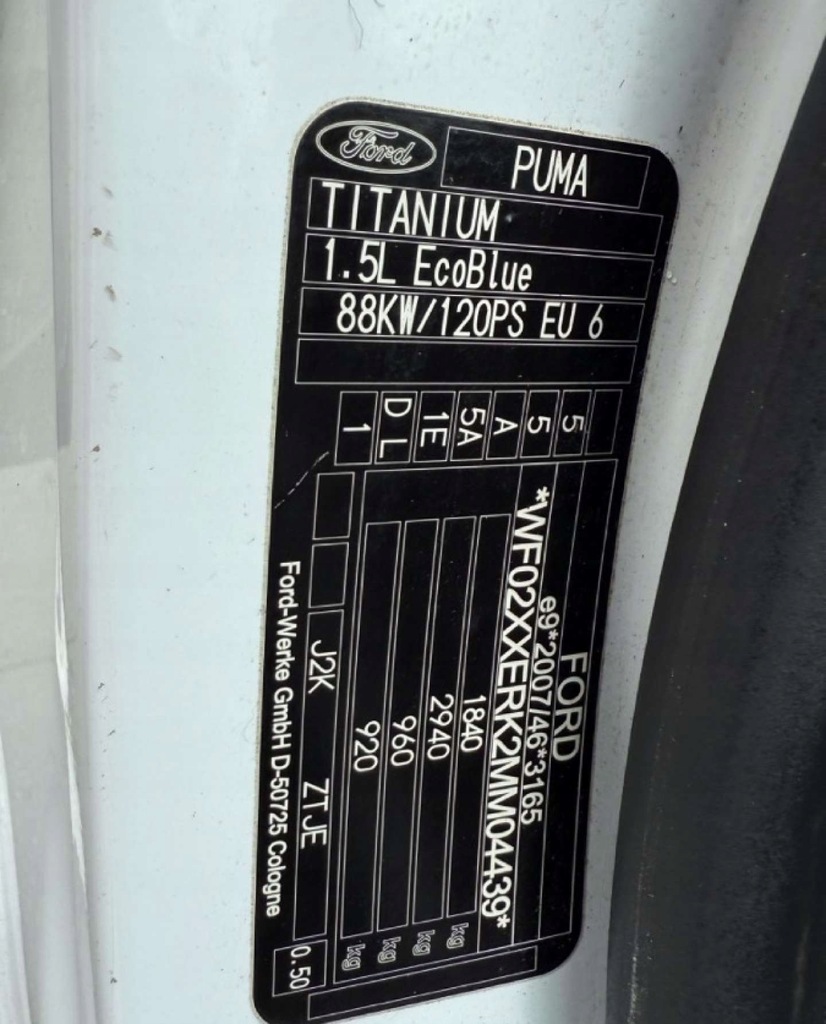 Ford
PUMA
TITANIUM
1.5L EcoBlue
88KW/120PS EU 6
5
5
A
5A
1E
D L
1
FORD
e9*2007/46*3165
*WF02XXERK2MM04439*
1840 kg
2940 kg
960 kg
920 kg
J2K ZTJE 0.50
Ford-Werke GmbH D-50725 Cologne